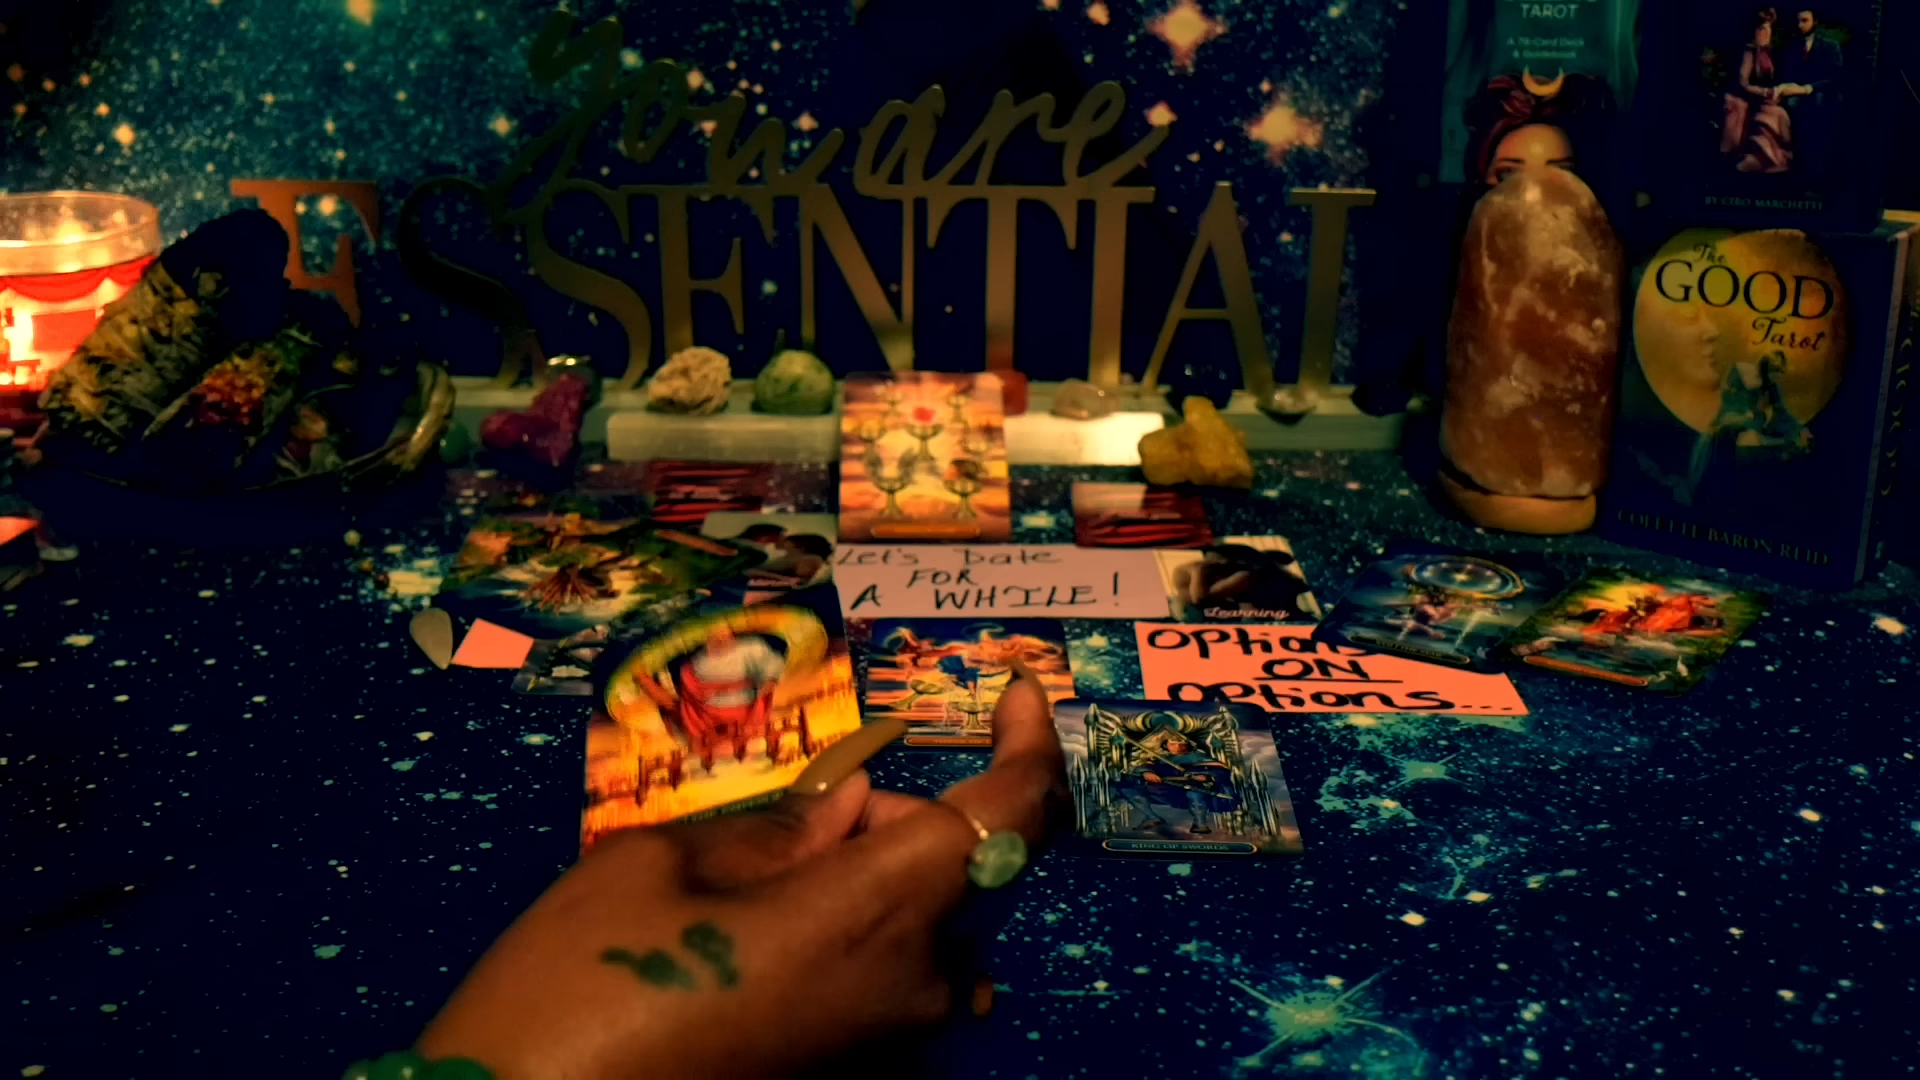 TAROT
A 78-Card Deck
& Guidebook
You are
ESSENTIAL
BY CIRO MARCHETTI
The
GOOD
Tarot
COLETTE BARON REID
Let's Date
FOR
A WHILE!
Learning
Options
ON
Options...
KING OF SWORDS